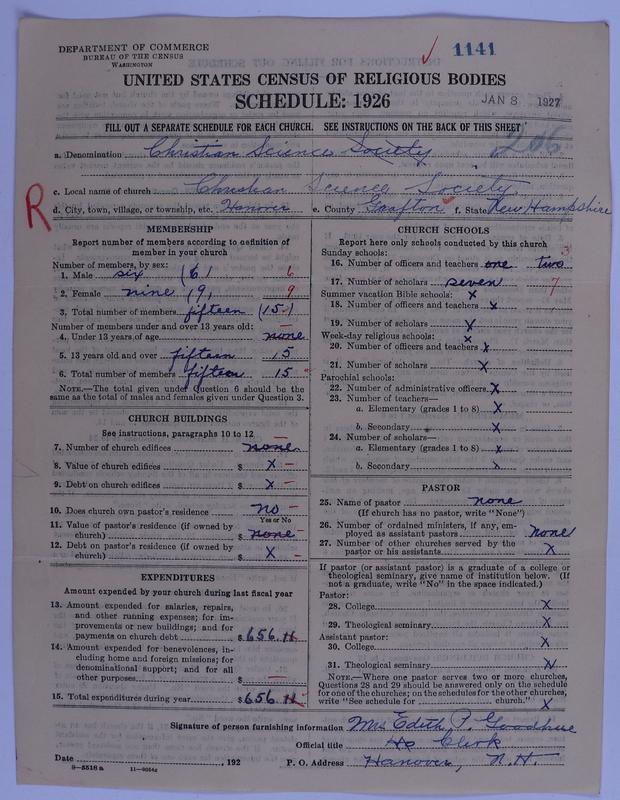 DEPARTMENT OF COMMERCE
BUREAU OF THE CENSUS
WASHINGTON
1141
UNITED STATES CENSUS OF RELIGIOUS BODIES
SCHEDULE: 1926
JAN 8 1927
FILL OUT A SEPARATE SCHEDULE FOR EACH CHURCH. SEE INSTRUCTIONS ON THE BACK OF THIS SHEET
266
a. Denomination Christian Science Society
c. Local name of church Christian Science Society
R
d. City, town, village, or township, etc. Hanover e. County Grafton f. State New Hampshire
MEMBERSHIP
Report number of members according to definition of
member in your church
Number of members, by sex:
1. Male six (6) 6
2. Female nine (9) 9
3. Total number of members fifteen (15)
Number of members under and over 13 years old:
4. Under 13 years of age none
5. 13 years old and over fifteen 15
6. Total number of members fifteen 15
NOTE.—The total given under Question 6 should be the
same as the total of males and females given under Question 3.
CHURCH BUILDINGS
See instructions, paragraphs 10 to 12
7. Number of church edifices none
8. Value of church edifices $ X —
9. Debt on church edifices $ X —
10. Does church own pastor's residence no —
Yes or No
11. Value of pastor's residence (if owned by
church) $ none —
12. Debt on pastor's residence (if owned by
church) $ X —
EXPENDITURES
Amount expended by your church during last fiscal year
13. Amount expended for salaries, repairs,
and other running expenses; for im-
provements or new buildings; and for
payments on church debt $ 656.
14. Amount expended for benevolences, in-
cluding home and foreign missions; for
denominational support; and for all
other purposes $ —
15. Total expenditures during year $ 656.
CHURCH SCHOOLS
Report here only schools conducted by this church
Sunday schools:
16. Number of officers and teachers one two 3
17. Number of scholars seven 7
Summer vacation Bible schools: X
18. Number of officers and teachers X
19. Number of scholars X
Week-day religious schools: X
20. Number of officers and teachers X
21. Number of scholars X
Parochial schools:
22. Number of administrative officers X
23. Number of teachers—
a. Elementary (grades 1 to 8) X
b. Secondary X
24. Number of scholars—
a. Elementary (grades 1 to 8) X
b. Secondary X
PASTOR
25. Name of pastor none
(If church has no pastor, write "None")
26. Number of ordained ministers, if any, em-
ployed as assistant pastors none
27. Number of other churches served by the
pastor or his assistants X
If pastor (or assistant pastor) is a graduate of a college or
theological seminary, give name of institution below. (If
not a graduate, write "No" in the space indicated.)
Pastor:
28. College X
29. Theological seminary X
Assistant pastor:
30. College X
31. Theological seminary X
NOTE.—Where one pastor serves two or more churches,
Questions 28 and 29 should be answered only on the schedule
for one of the churches; on the schedules for the other churches,
write "See schedule for church." X
Signature of person furnishing information Mrs Edith P. Goodhue
Official title Clerk
Date , 192 P. O. Address Hanover, N.H.
9—5518 a 11—9054a